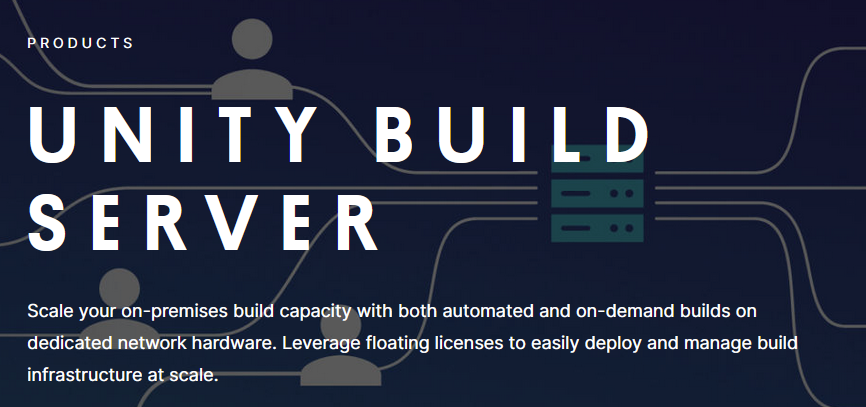 PRODUCTS
UNITY BUILD
SERVER
Scale your on-premises build capacity with both automated and on-demand builds on
dedicated network hardware. Leverage floating licenses to easily deploy and manage build
infrastructure at scale.